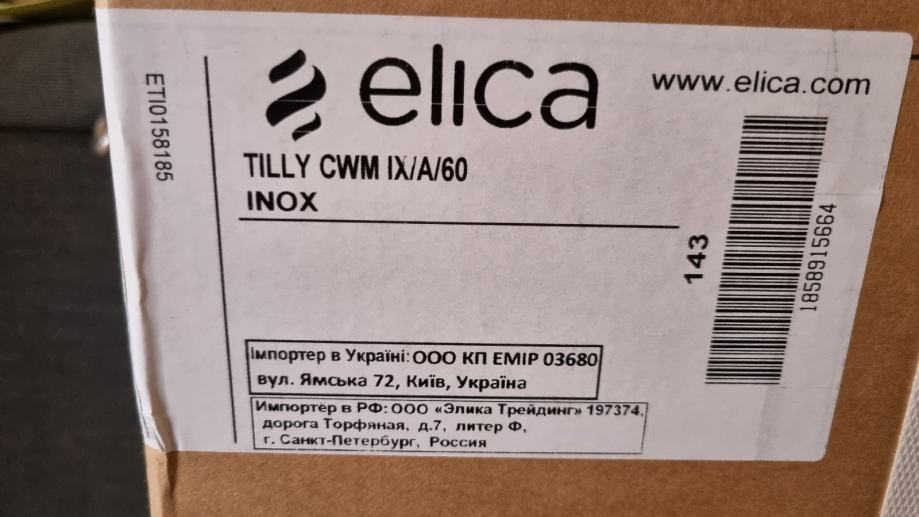 ETI0158185
elica
www.elica.com
TILLY CWM IX/A/60
INOX
143
1858915664
Імпортер в Україні: ООО КП ЕМІР 03680
вул. Ямська 72, Київ, Україна
Импортёр в РФ: ООО «Элика Трейдинг» 197374,
дорога Торфяная, д.7, литер Ф,
г. Санкт-Петербург, Россия